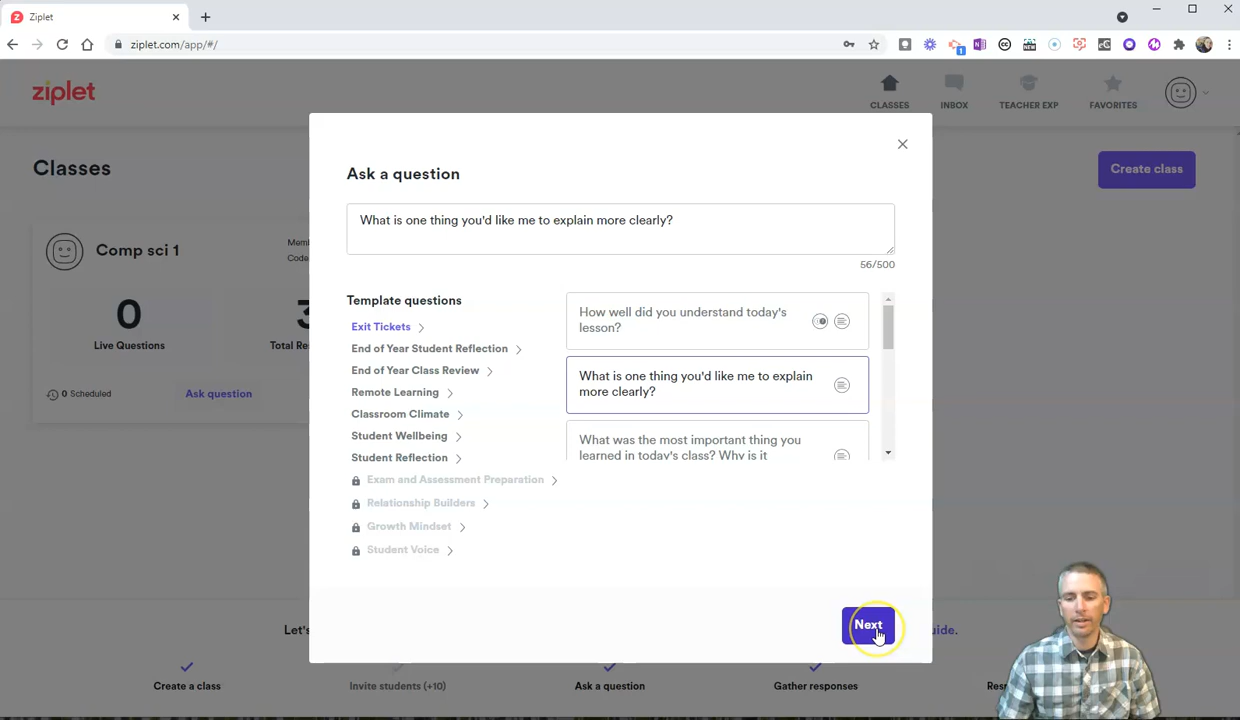 Ziplet
ziplet.com/app/#/
1
NEW
ziplet
CLASSES
INBOX
TEACHER EXP
FAVORITES
Classes
Create class
Comp sci 1
Code
0
3
Live Questions
0 Scheduled
Ask question
Ask a question
What is one thing you'd like me to explain more clearly?
56/500
Template questions
Exit Tickets
End of Year Student Reflection
End of Year Class Review
Remote Learning
Classroom Climate
Student Wellbeing
Student Reflection
Exam and Assessment Preparation
Relationship Builders
Growth Mindset
Student Voice
How well did you understand today's
lesson?
What is one thing you'd like me to explain
more clearly?
What was the most important thing you
learned in today's class? Why is it
Next
Let's
Create a class
Invite students (+10)
Ask a question
Gather responses